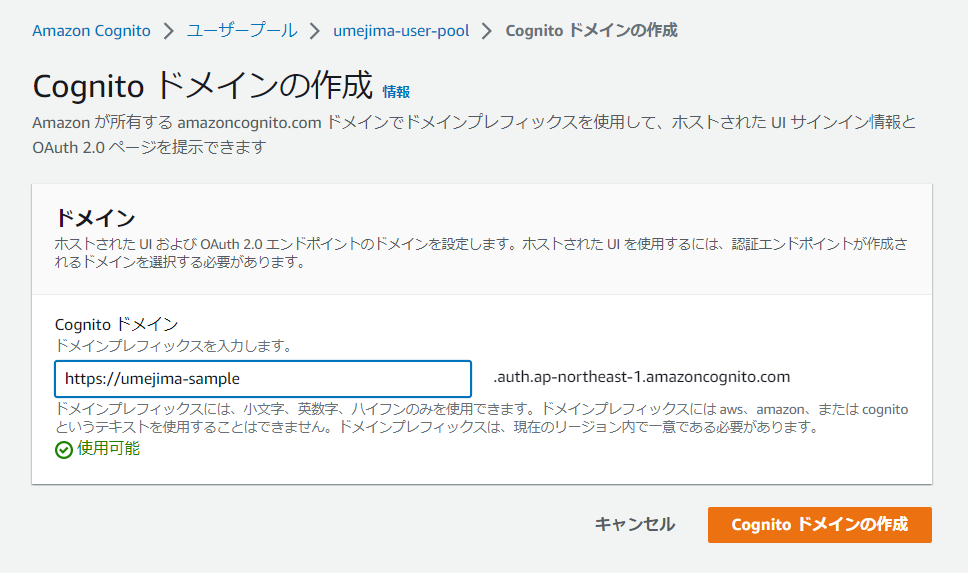 Amazon Cognito > ユーザープール > umejima-user-pool > Cognito ドメインの作成
Cognito ドメインの作成 情報
Amazon が所有する amazoncognito.com ドメインでドメインプレフィックスを使用して、ホストされた UI サインイン情報と
OAuth 2.0 ページを提示できます
ドメイン
ホストされた UI および OAuth 2.0 エンドポイントのドメインを設定します。ホストされた UI を使用するには、認証エンドポイントが作成さ
れるドメインを選択する必要があります。
Cognito ドメイン
ドメインプレフィックスを入力します。
https://umejima-sample .auth.ap-northeast-1.amazoncognito.com
ドメインプレフィックスには、小文字、英数字、ハイフンのみを使用できます。ドメインプレフィックスには aws、amazon、または cognito
というテキストを使用することはできません。ドメインプレフィックスは、現在のリージョン内で一意である必要があります。
使用可能
キャンセル Cognito ドメインの作成